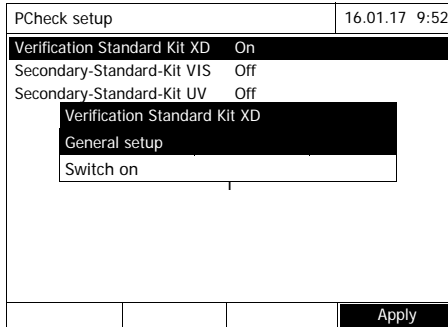 PCheck setup 16.01.17 9:52
Verification Standard Kit XD On
Secondary-Standard-Kit VIS Off
Secondary-Standard-Kit UV Off
Verification Standard Kit XD
General setup
Switch on
Apply